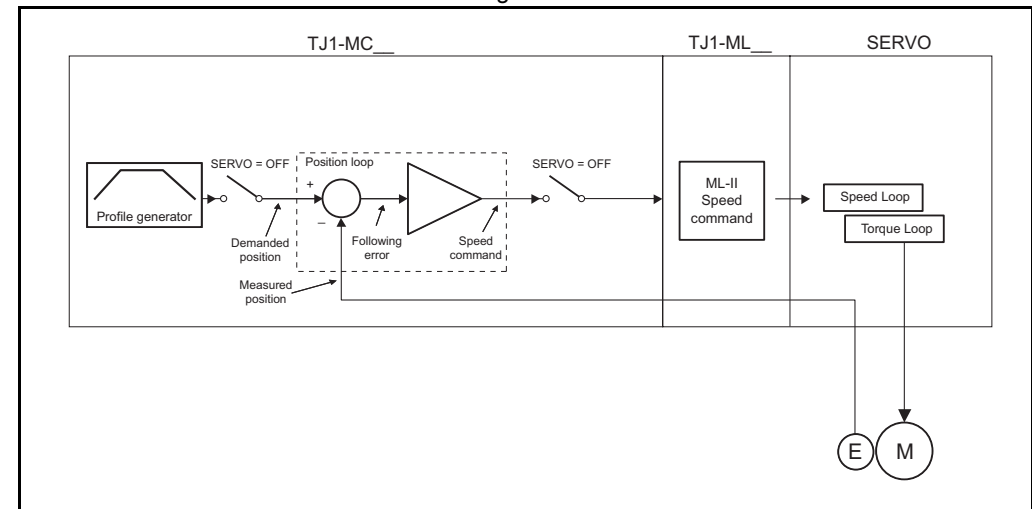 TJ1-MC__
TJ1-ML__
SERVO
Profile generator
SERVO = OFF
Demanded
position
Position loop
+
–
Following
error
Speed
command
Measured
position
SERVO = OFF
ML-II
Speed
command
Speed Loop
Torque Loop
E
M